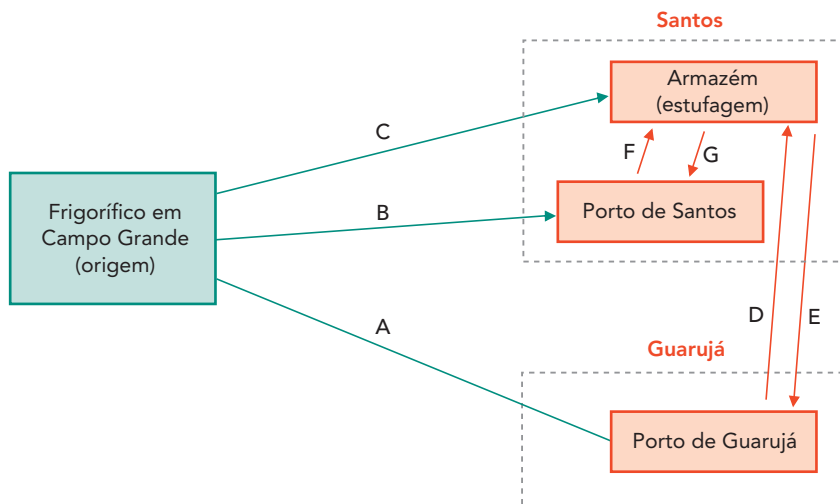 Santos
Armazém
(estufagem)
C
F
G
Frigorífico em
Campo Grande
(origem)
B
Porto de Santos
A
D
E
Guarujá
Porto de Guarujá